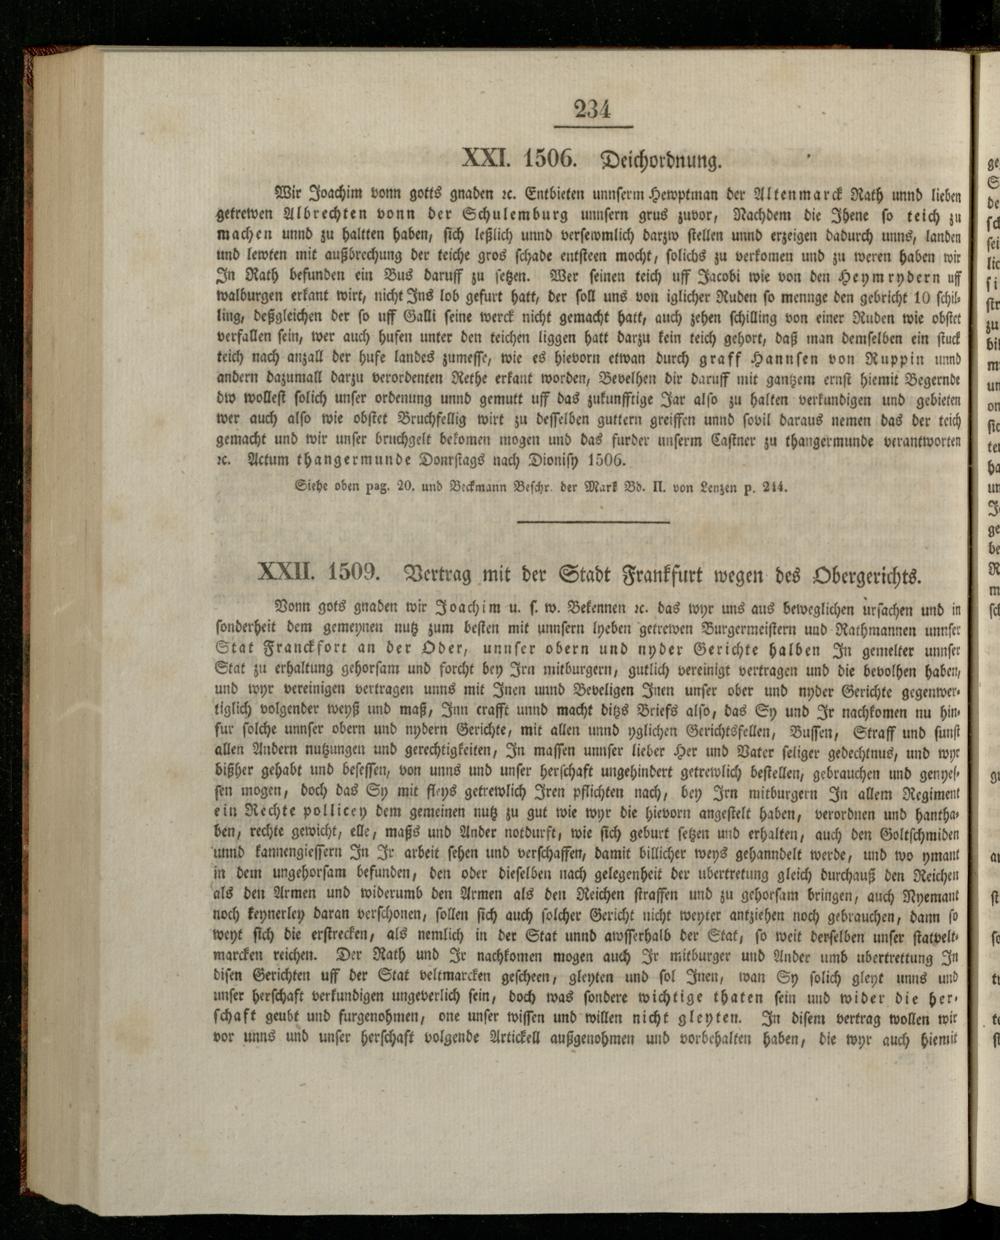 234
XXI. 1506. Deichordnung.
Wir Joachim vonn gotts gnaden ꝛc. Entbieten unnserm Hewptman der Altenmarck Rath unnd lieben
getrewen Albrechten vonn der Schulemburg unnsern grus zuvor, Nachdem die Jhene so teich zu
machen unnd zu haltten haben, sich leßlich unnd versewmlich darzw stellen unnd erzeigen dadurch unns, landen
und lewten mit außbrechung der teiche gros schade entsteen mocht, solichs zu verkomen und zu weren haben wir
In Rath befunden ein Bus daruff zu setzen. Wer seinen teich uff Jacobi wie von den Heymrydern uff
walburgen erkant wirt, nicht Ins lob gefurt hatt, der soll uns von iglicher Ruden so mennge den gebricht 10 schil-
ling, deßgleichen der so uff Galli seine werck nicht gemacht hatt, auch zehen schilling von einer Ruden wie obstet
verfallen sein, wer auch husen unter den teichen liggen hatt darzu kein teich gehort, daß man demselben ein stuck
teich nach anzall der hufe landes zumesse, wie es hievorn etwan durch graff Hannsen von Ruppin unnd
andern dazumall darzu verordenten Rethe erkant worden, Bevelhen dir daruff mit gantzem ernst hiemit Begernde
dw wollest solich unser ordenung unnd gemutt uff das zukunfftige Jar also zu halten verkundigen und gebieten
wer auch also wie obstet Bruchfellig wirt zu desselben guttern greiffen unnd sovil daraus nemen das der teich
gemacht und wir unser bruchgelt bekomen mogen und das furder unserm Castner zu thangermunde verantworten
ꝛc. Actum thangermunde Donrstags nach Dionisy 1506.
Siehe oben pag. 20. und Beckmann Beschr. der Mark Bd. II. von Lenzen p. 244.
XXII. 1509. Vertrag mit der Stadt Frankfurt wegen des Obergerichts.
Vonn gots gnaden wir Joachim u. s. w. Bekennen ꝛc. das wyr uns aus beweglichen ursachen und in
sonderheit dem gemeynen nutz zum besten mit unnsern lyeben getrewen Burgermeistern und Rathmannen unnser
Stat Franckfort an der Oder, unnser obern und nyder Gerichte halben In gemelter unnser
Stat zu erhaltung gehorsam und forcht bey Irn mitburgern, gutlich vereinigt vertragen und die bevolhen haben,
und wyr vereinigen vertragen unns mit Inen unnd Beveligen Inen unser ober und nyder Gerichte gegenwer-
tiglich volgender weyß und maß, Inn crafft unnd macht ditzs Briefs also, das Sy und Ir nachkomen nu hin-
fur solche unnser obern und nydern Gerichte, mit allen unnd yglichen Gerichtsfellen, Bussen, Straff und sunst
allen Andern nutzungen und gerechtigkeiten, In massen unnser lieber Her und Vater seliger gedechtnus, und wyr
bißher gehabt und besessen, von unns und unser herschaft ungehindert getrewlich bestellen, gebrauchen und genyes-
sen mogen, doch das Sy mit fleys getrewlich Iren pflichten nach, bey Irn mitburgern In allem Regiment
ein Rechte pollicey dem gemeinen nutz zu gut wie wyr die hievorn angestelt haben, verordnen und hantha-
ben, rechte gewicht, elle, maßs und Ander notdurft, wie sich geburt setzen und erhalten, auch den Goltschmiden
unnd kannengiessern In Ir arbeit sehen und verschaffen, damit billicher weys gehanndelt werde, und wo ymant
in dem ungehorsam befunden, den oder dieselben nach gelegenheit der ubertretung gleich durchauß den Reichen
als den Armen und widerumb den Armen als den Reichen straffen und zu gehorsam bringen, auch Nyemant
noch keynerley daran verschonen, sollen sich auch solcher Gericht nicht weyter antziehen noch gebrauchen, dann so
weyt sich die erstrecken, als nemlich in der Stat unnd awsserhalb der Stat, so weit derselben unser statvelt-
marcken reichen. Der Rath und Ir nachkomen mogen auch Ir mitburger und Ander umb ubertrettung In
disen Gerichten uff der Stat veltmarcken gescheen, gleyten und sol Inen, wan Sy solich gleyt unns und
unser herschaft verkundigen ungeverlich sein, doch was sondere wichtige thaten sein und wider die her-
schaft geubt und furgenohmen, one unser wissen und willen nicht gleyten. In disem vertrag wollen wir
vor unns und unser herschaft volgende Artickell außgenohmen und vorbehalten haben, die wyr auch hiemit